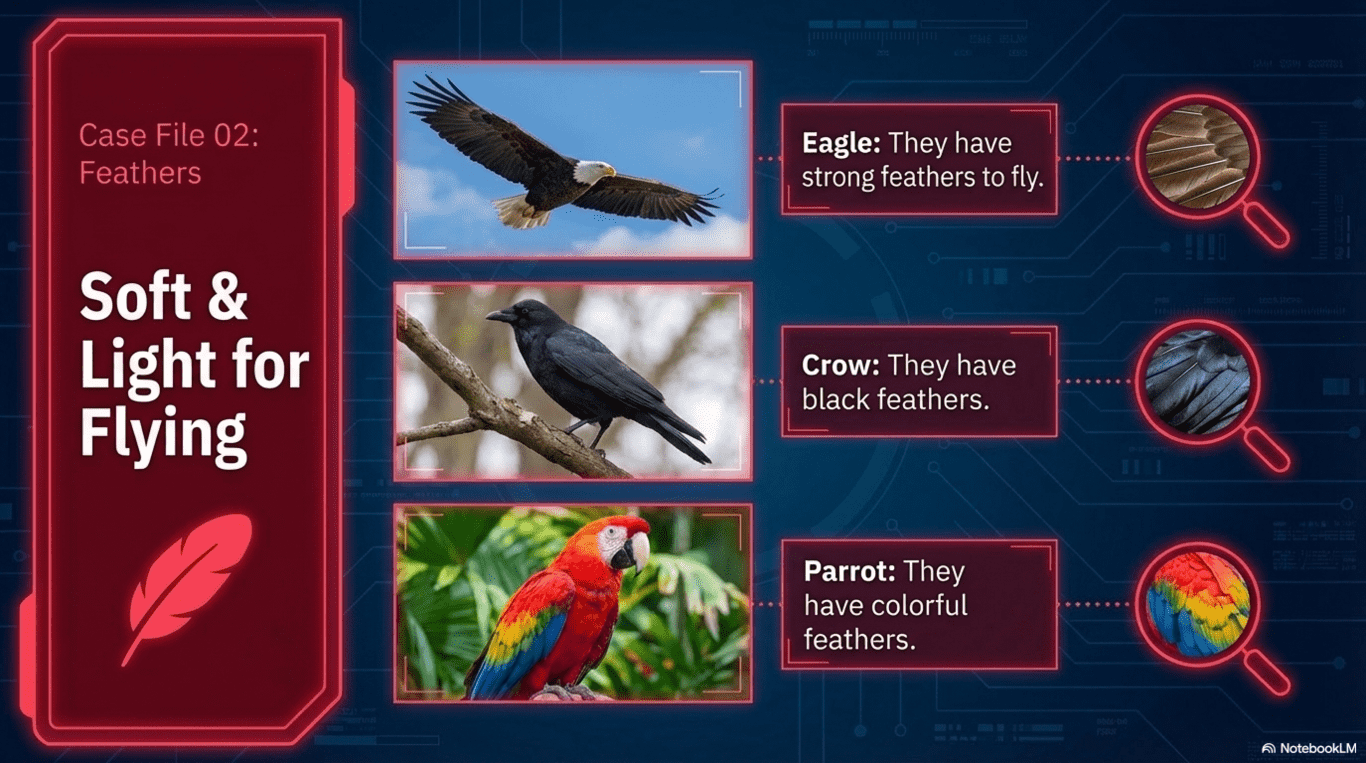 Case File 02:
Feathers
Soft &
Light for
Flying
Eagle: They have
strong feathers to fly.
Crow: They have
black feathers.
Parrot: They
have colorful
feathers.
NotebookLM